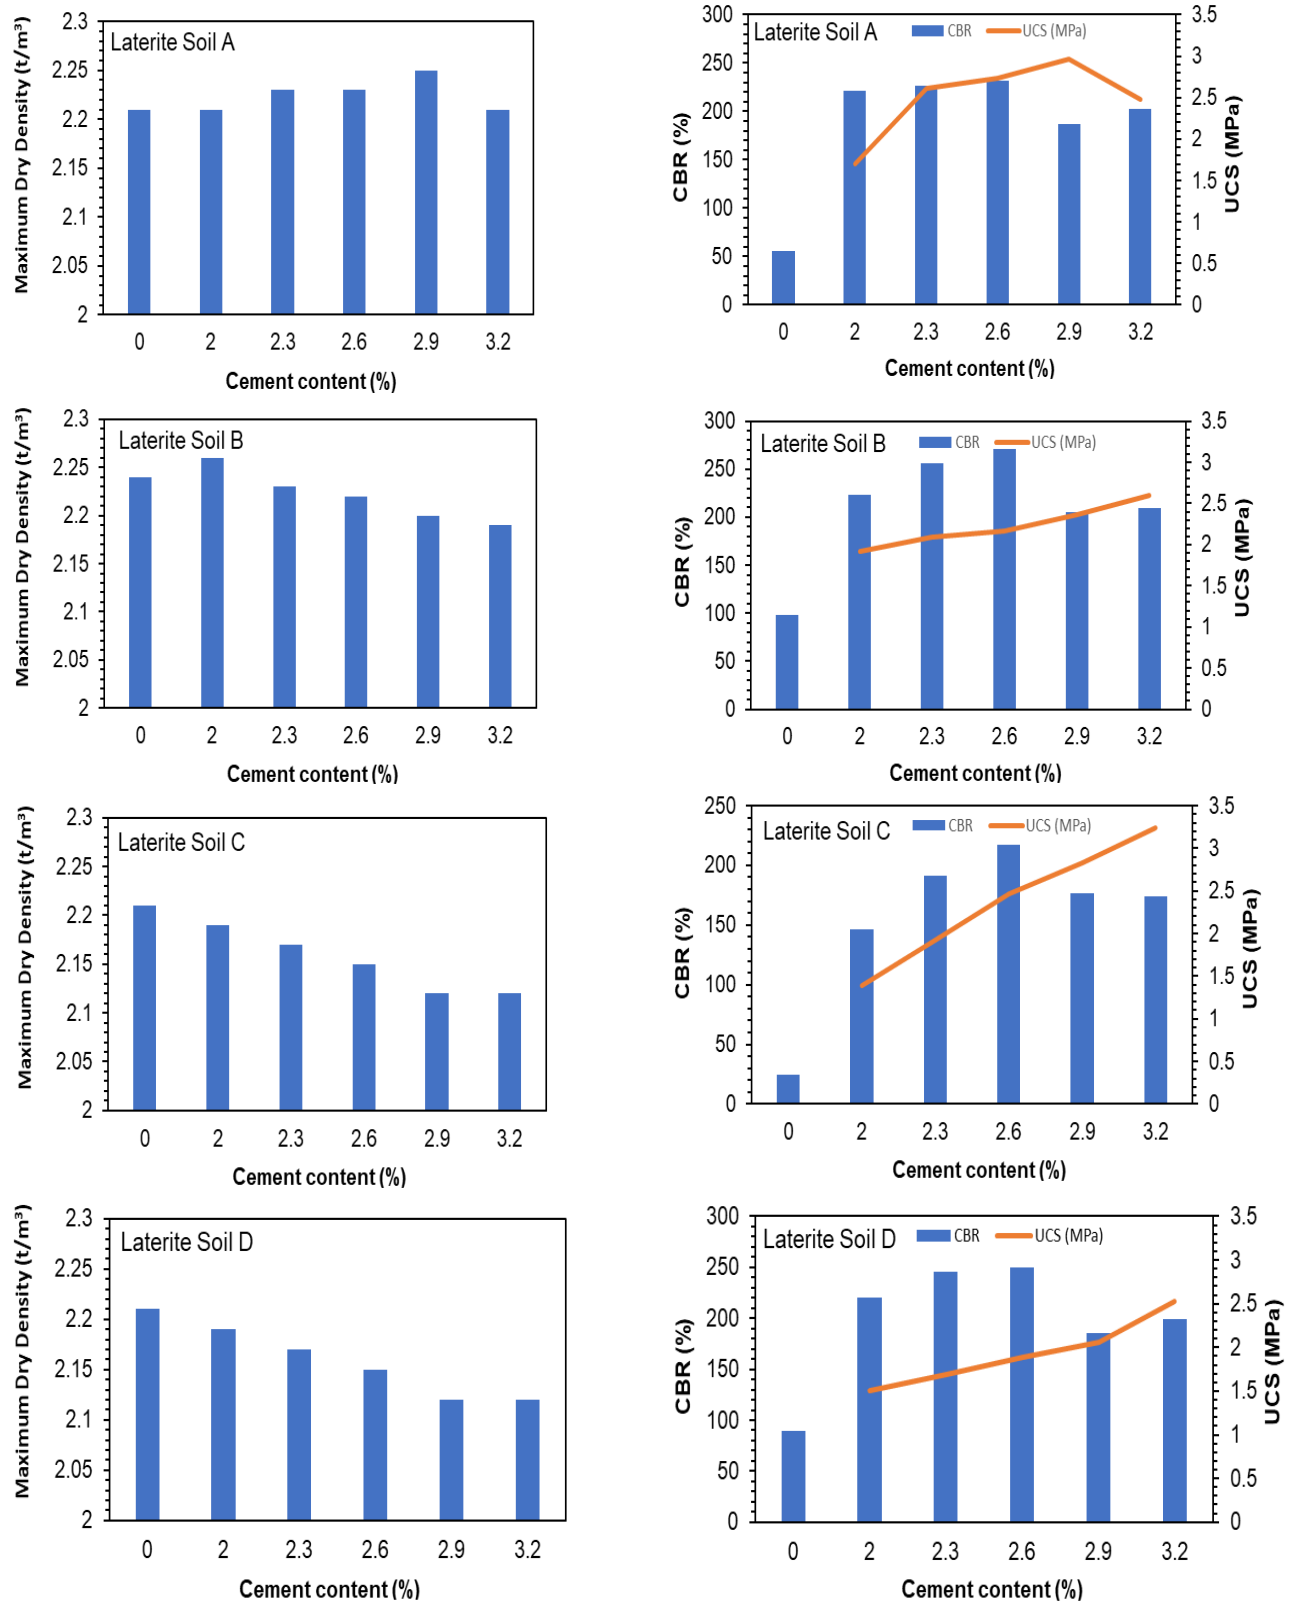 Maximum Dry Density (t/m³)
2.3
2.25
2.2
2.15
2.1
2.05
2
Laterite Soil A
0 2 2.3 2.6 2.9 3.2
Cement content (%)
CBR (%)
300
250
200
150
100
50
0
Laterite Soil A CBR UCS (MPa)
3.5
3
2.5
2
1.5
1
0.5
0
UCS (MPa)
0 2 2.3 2.6 2.9 3.2
Cement content (%)
Maximum Dry Density (t/m³)
2.3
2.25
2.2
2.15
2.1
2.05
2
Laterite Soil B
0 2 2.3 2.6 2.9 3.2
Cement content (%)
CBR (%)
300
250
200
150
100
50
0
Laterite Soil B CBR UCS (MPa)
3.5
3
2.5
2
1.5
1
0.5
0
UCS (MPa)
0 2 2.3 2.6 2.9 3.2
Cement content (%)
Maximum Dry Density (t/m³)
2.3
2.25
2.2
2.15
2.1
2.05
2
Laterite Soil C
0 2 2.3 2.6 2.9 3.2
Cement content (%)
CBR (%)
250
200
150
100
50
0
Laterite Soil C CBR UCS (MPa)
3.5
3
2.5
2
1.5
1
0.5
0
UCS (MPa)
0 2 2.3 2.6 2.9 3.2
Cement content (%)
Maximum Dry Density (t/m³)
2.3
2.25
2.2
2.15
2.1
2.05
2
Laterite Soil D
0 2 2.3 2.6 2.9 3.2
Cement content (%)
CBR (%)
300
250
200
150
100
50
0
Laterite Soil D CBR UCS (MPa)
3.5
3
2.5
2
1.5
1
0.5
0
UCS (MPa)
0 2 2.3 2.6 2.9 3.2
Cement content (%)